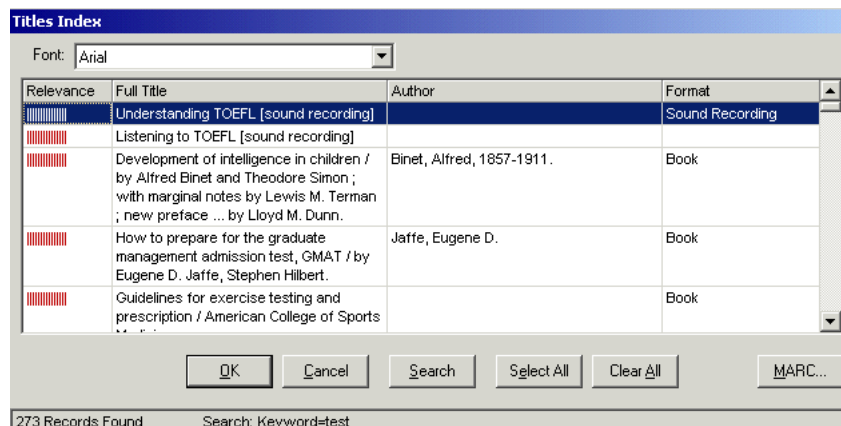 Titles Index
Font: Arial
Relevance Full Title Author Format
Understanding TOEFL [sound recording] Sound Recording
Listening to TOEFL [sound recording]
Development of intelligence in children / Binet, Alfred, 1857-1911. Book
by Alfred Binet and Theodore Simon ;
with marginal notes by Lewis M. Terman
; new preface ... by Lloyd M. Dunn.
How to prepare for the graduate Jaffe, Eugene D. Book
management admission test, GMAT / by
Eugene D. Jaffe, Stephen Hilbert.
Guidelines for exercise testing and Book
prescription / American College of Sports
OK Cancel Search Select All Clear All MARC...
273 Records Found Search: Keyword=test